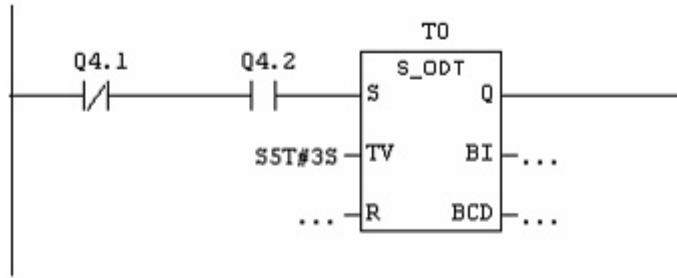 T0
Q4.1
Q4.2
S_ODT
S
Q
S5T#3S
TV
BI
...
...
R
BCD
...